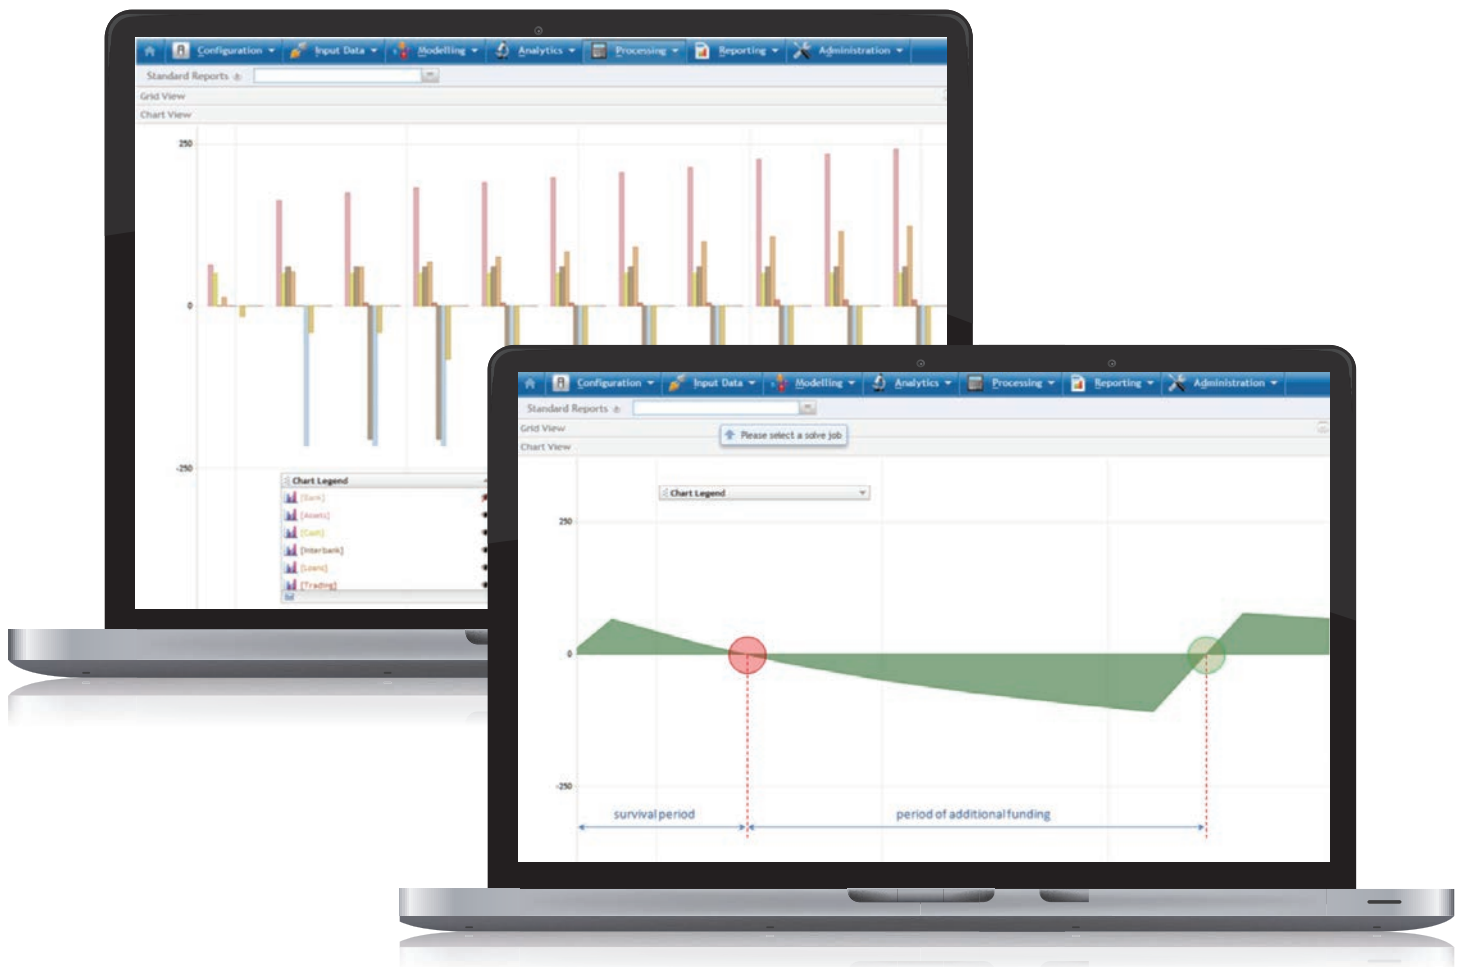 Configuration Input Data Modelling Analytics Processing Reporting Administration
Standard Reports
Grid View
Chart View
250
0
-250
Chart Legend
[Bank]
[Assets]
[Cash]
[Interbank]
[Loans]
[Trading]
Configuration Input Data Modelling Analytics Processing Reporting Administration
Standard Reports
Grid View
Please select a solve job
Chart View
Chart Legend
250
0
-250
survival period
period of additional funding